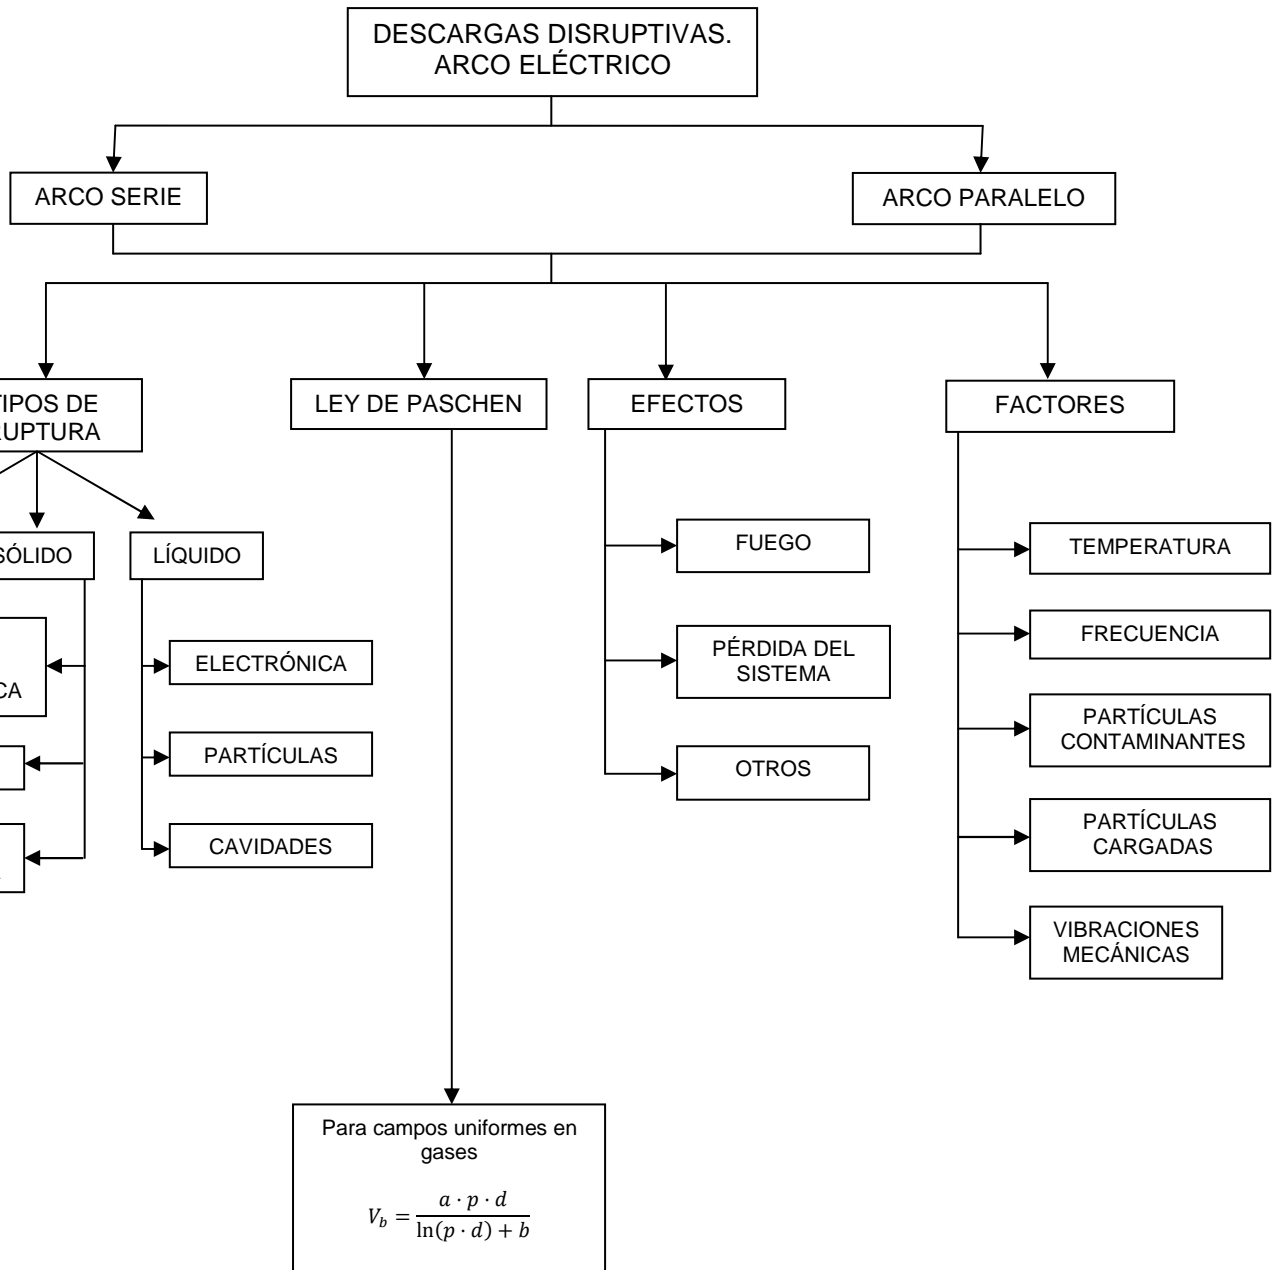 DESCARGAS DISRUPTIVAS.
ARCO ELÉCTRICO
ARCO SERIE
ARCO PARALELO
TIPOS DE
RUPTURA
LEY DE PASCHEN
EFECTOS
FACTORES
SÓLIDO
LÍQUIDO
FUEGO
TEMPERATURA
FRECUENCIA
ELECTRÓNICA
PÉRDIDA DEL
SISTEMA
CA
PARTÍCULAS
CONTAMINANTES
PARTÍCULAS
OTROS
PARTÍCULAS
CARGADAS
CAVIDADES
VIBRACIONES
MECÁNICAS
Para campos uniformes en
gases
V_b = \frac{a · p · d}{ln(p · d) + b}